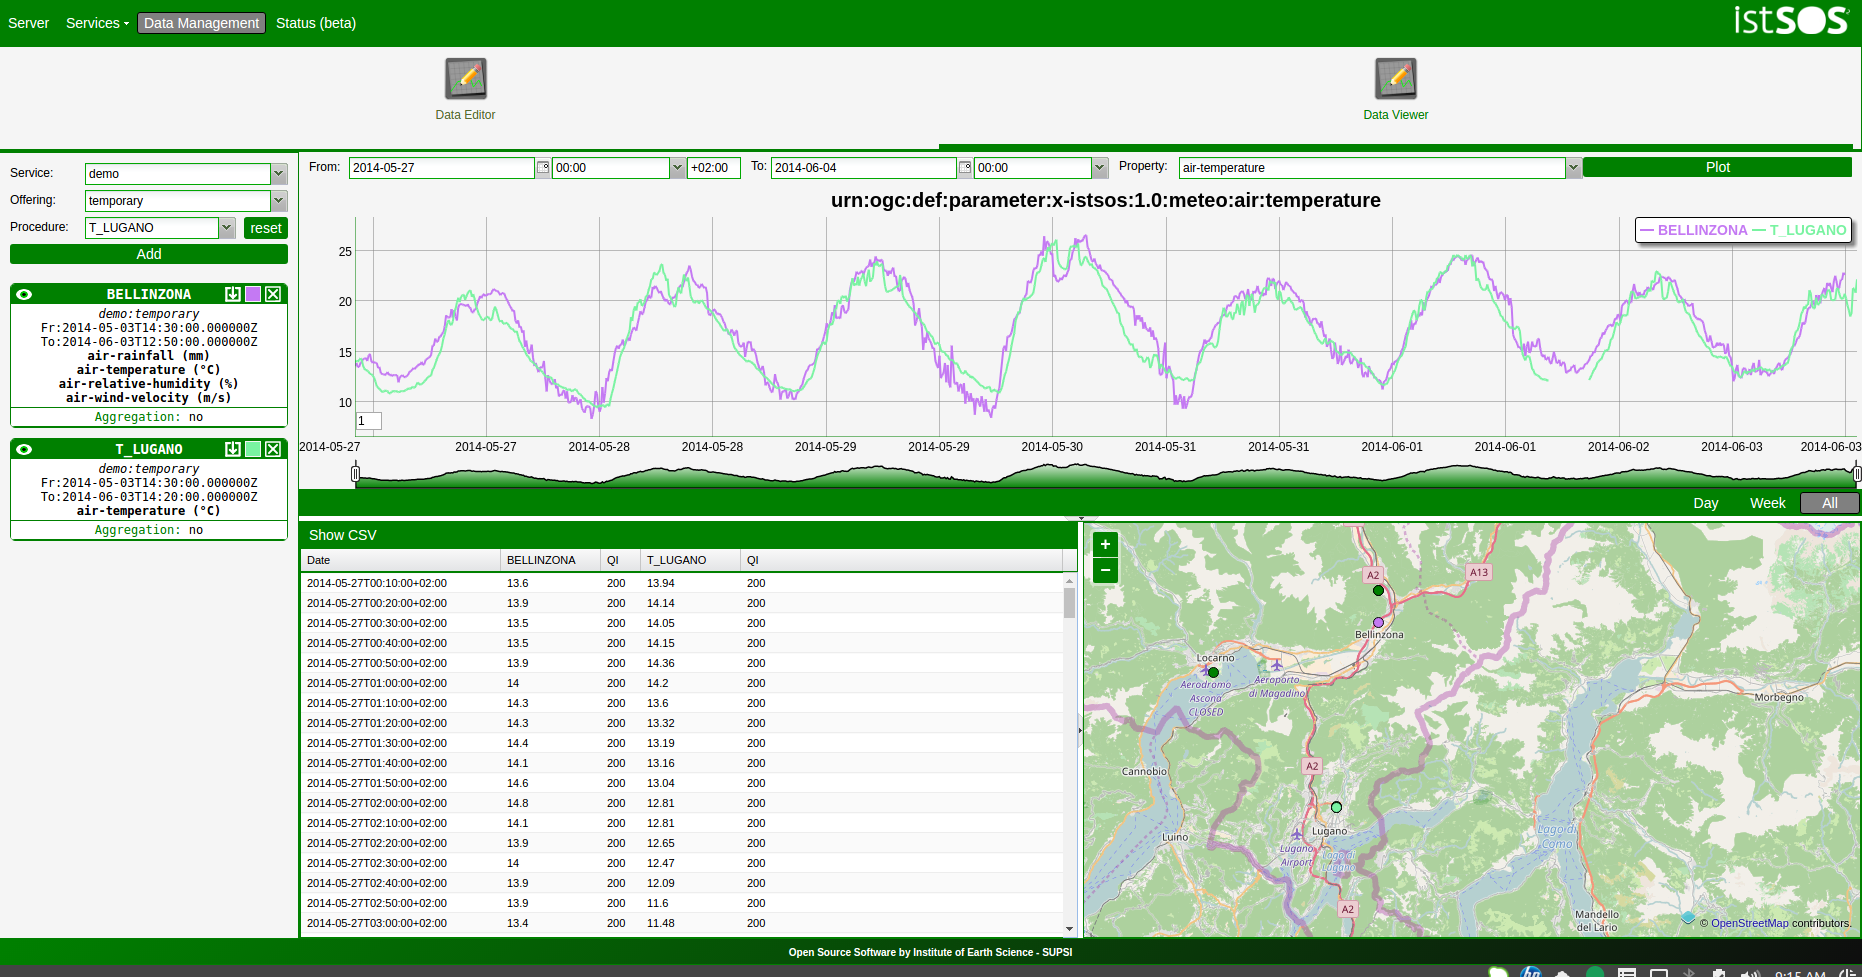 Server Services Data Management Status (beta)
istSOS
Data Editor
Data Viewer
Service: demo
Offering: temporary
Procedure: T_LUGANO reset
Add
BELLINZONA
demo:temporary
Fr:2014-05-03T14:30:00.000000Z
To:2014-06-03T12:50:00.000000Z
air-rainfall (mm)
air-temperature (°C)
air-relative-humidity (%)
air-wind-velocity (m/s)
Aggregation: no
T_LUGANO
demo:temporary
Fr:2014-05-03T14:30:00.000000Z
To:2014-06-03T14:20:00.000000Z
air-temperature (°C)
Aggregation: no
From: 2014-05-27 00:00 +02:00 To: 2014-06-04 00:00 Property: air-temperature Plot
urn:ogc:def:parameter:x-istsos:1.0:meteo:air:temperature
BELLINZONA T_LUGANO
25
20
15
10
1
2014-05-27 2014-05-27 2014-05-28 2014-05-28 2014-05-29 2014-05-29 2014-05-30 2014-05-31 2014-05-31 2014-06-01 2014-06-01 2014-06-02 2014-06-03 2014-06-03
Day Week All
Show CSV
Date BELLINZONA QI T_LUGANO QI
2014-05-27T00:10:00+02:00 13.6 200 13.94 200
2014-05-27T00:20:00+02:00 13.9 200 14.14 200
2014-05-27T00:30:00+02:00 13.5 200 14.05 200
2014-05-27T00:40:00+02:00 13.5 200 14.15 200
2014-05-27T00:50:00+02:00 13.9 200 14.36 200
2014-05-27T01:00:00+02:00 14 200 14.2 200
2014-05-27T01:10:00+02:00 14.3 200 13.6 200
2014-05-27T01:20:00+02:00 14.3 200 13.32 200
2014-05-27T01:30:00+02:00 14.4 200 13.19 200
2014-05-27T01:40:00+02:00 14.1 200 13.16 200
2014-05-27T01:50:00+02:00 14.6 200 13.04 200
2014-05-27T02:00:00+02:00 14.8 200 12.81 200
2014-05-27T02:10:00+02:00 14.1 200 12.81 200
2014-05-27T02:20:00+02:00 13.9 200 12.65 200
2014-05-27T02:30:00+02:00 14 200 12.47 200
2014-05-27T02:40:00+02:00 13.9 200 12.09 200
2014-05-27T02:50:00+02:00 13.9 200 11.6 200
2014-05-27T03:00:00+02:00 13.4 200 11.48 200
+
−
A2
A13
Bellinzona
Locarno
Aerodromo
Ascona
CLOSED
Aeroporto
di Magadino
Morbegno
A2
Cannobio
Luino
Lugano
Lugano
Airport
Lago di
Lugano
Lago di
Como
A2
Mandello
del Lario
© OpenStreetMap contributors.
Open Source Software by Institute of Earth Science - SUPSI
hp
9:15 AM